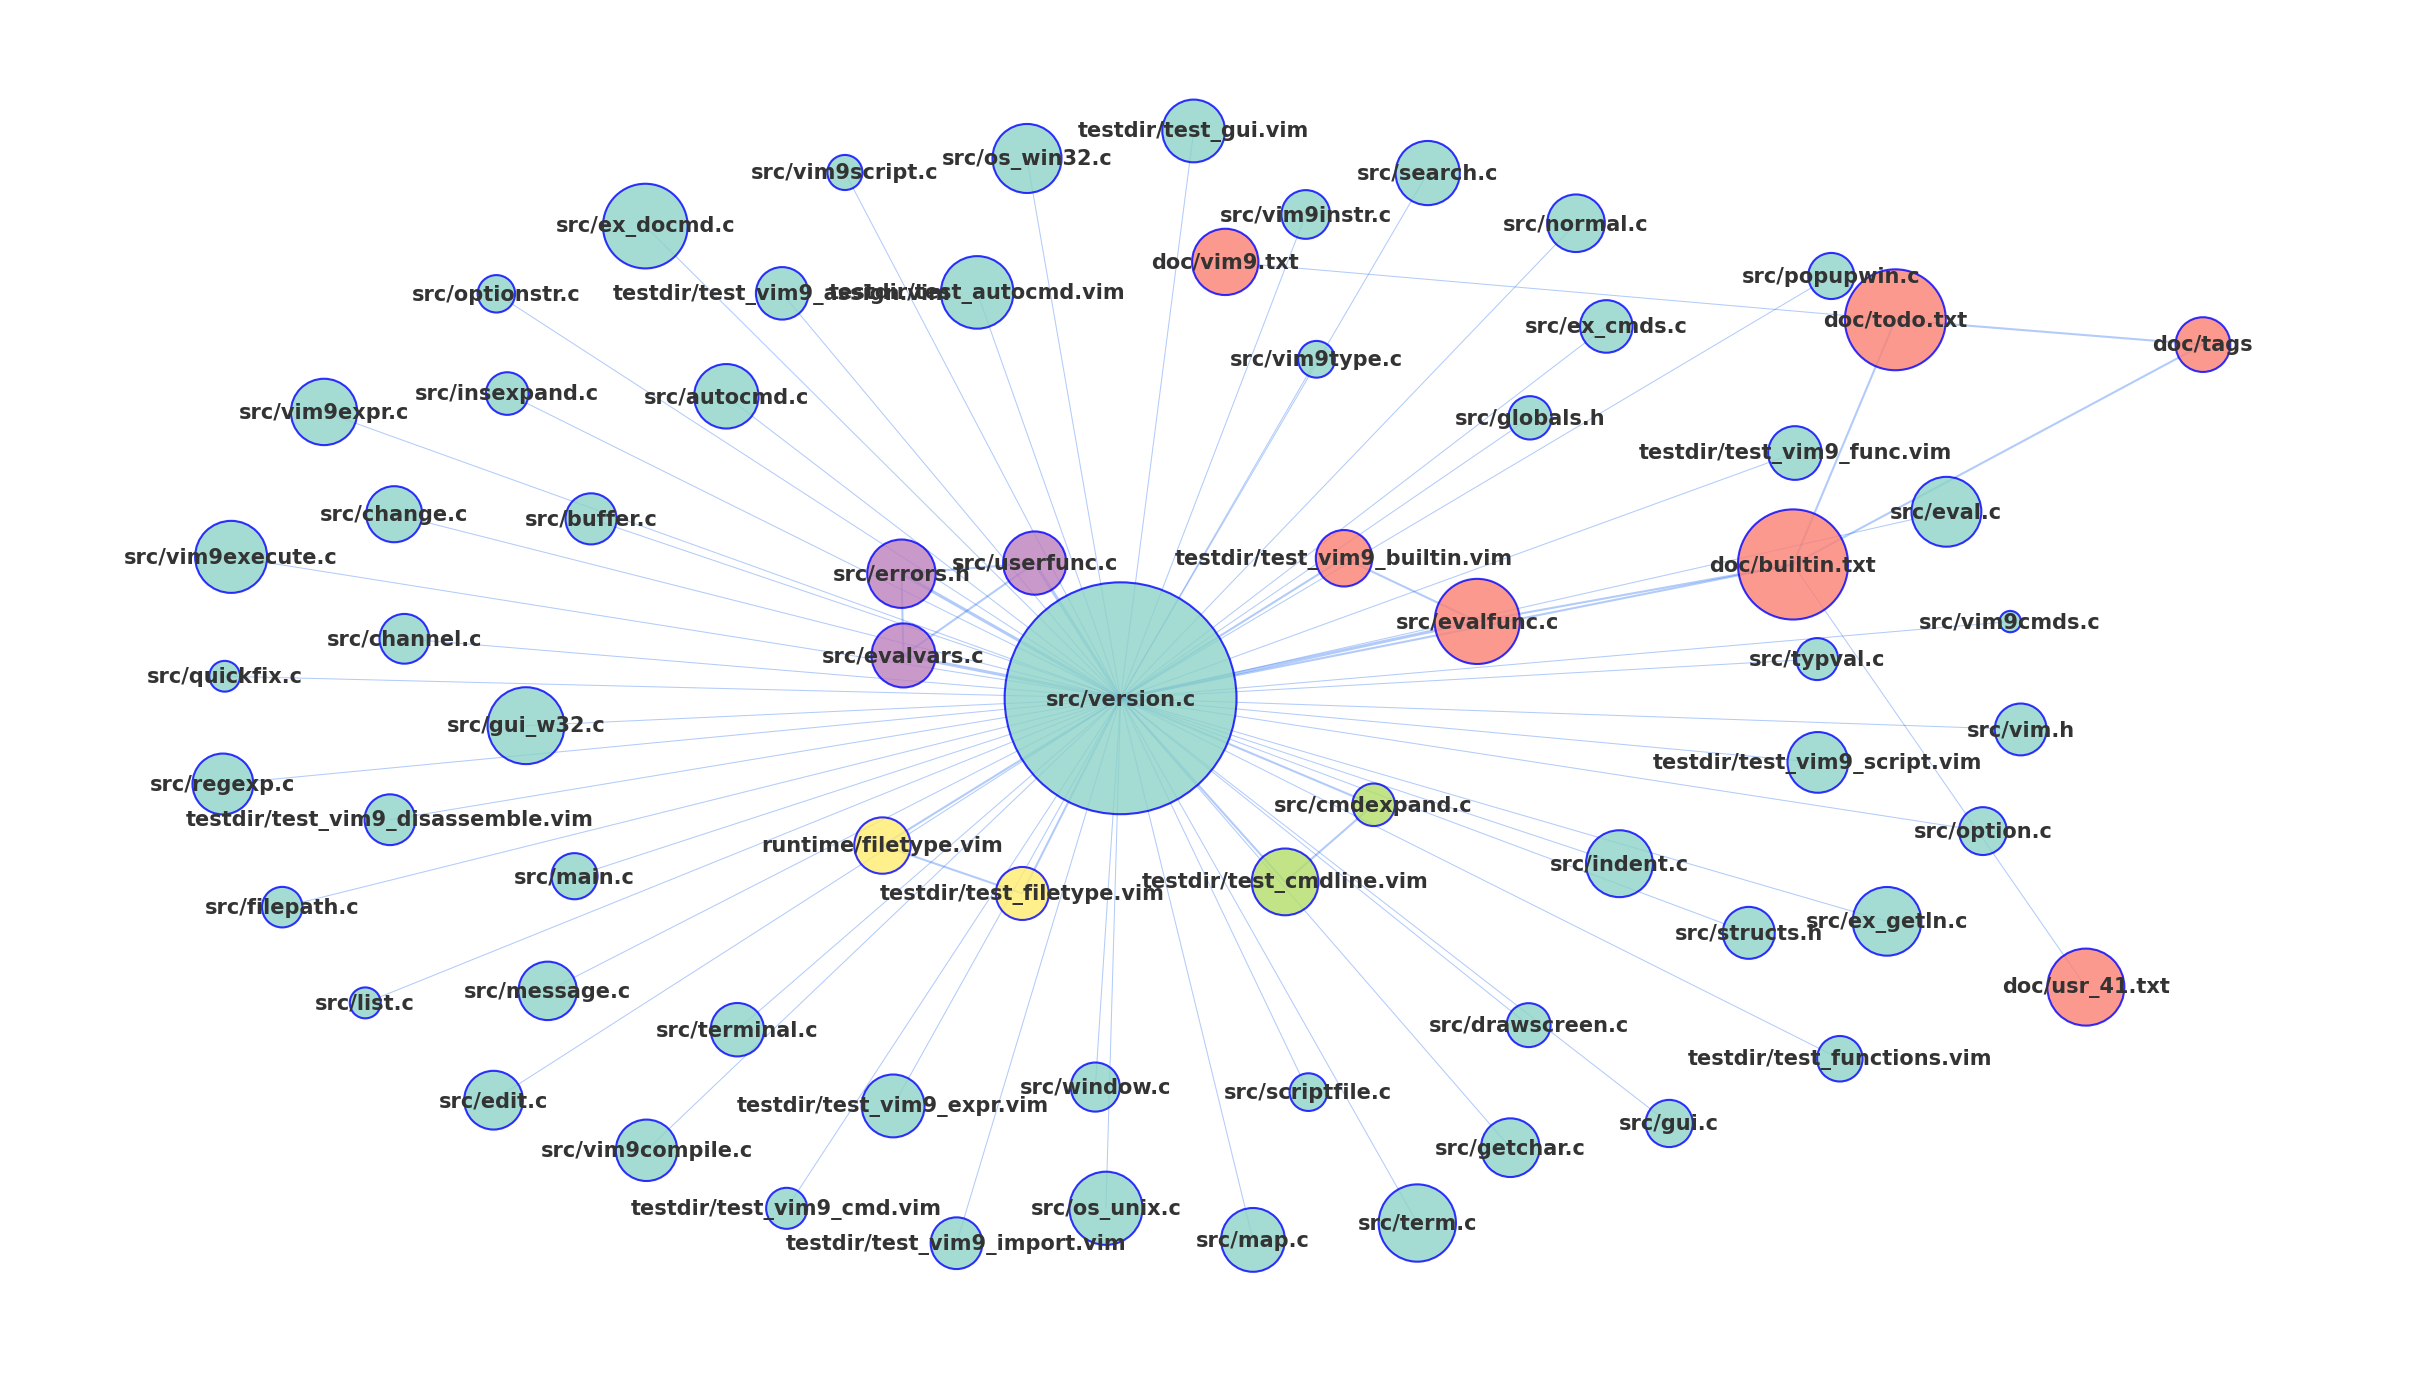 testdir/test_gui.vim
src/os_win32.c
src/vim9script.c
src/search.c
src/vim9instr.c
src/ex_docmd.c
src/normal.c
doc/vim9.txt
src/popupwin.c
src/optionstr.c
testdir/test_vim9_assign.vim
testdir/test_autocmd.vim
doc/todo.txt
src/ex_cmds.c
doc/tags
src/vim9type.c
src/insexpand.c
src/autocmd.c
src/vim9expr.c
src/globals.h
testdir/test_vim9_func.vim
src/change.c
src/buffer.c
src/eval.c
src/vim9execute.c
src/errors.h
src/userfunc.c
testdir/test_vim9_builtin.vim
doc/builtin.txt
src/evalfunc.c
src/vim9cmds.c
src/channel.c
src/evalvars.c
src/typval.c
src/quickfix.c
src/version.c
src/gui_w32.c
src/vim.h
testdir/test_vim9_script.vim
src/regexp.c
src/cmdexpand.c
testdir/test_vim9_disassemble.vim
src/option.c
runtime/filetype.vim
src/indent.c
src/main.c
testdir/test_cmdline.vim
testdir/test_filetype.vim
src/filepath.c
src/ex_getln.c
src/structs.h
doc/usr_41.txt
src/message.c
src/list.c
src/terminal.c
src/drawscreen.c
testdir/test_functions.vim
src/window.c
src/scriptfile.c
src/edit.c
testdir/test_vim9_expr.vim
src/gui.c
src/vim9compile.c
src/getchar.c
testdir/test_vim9_cmd.vim
src/os_unix.c
src/term.c
testdir/test_vim9_import.vim
src/map.c